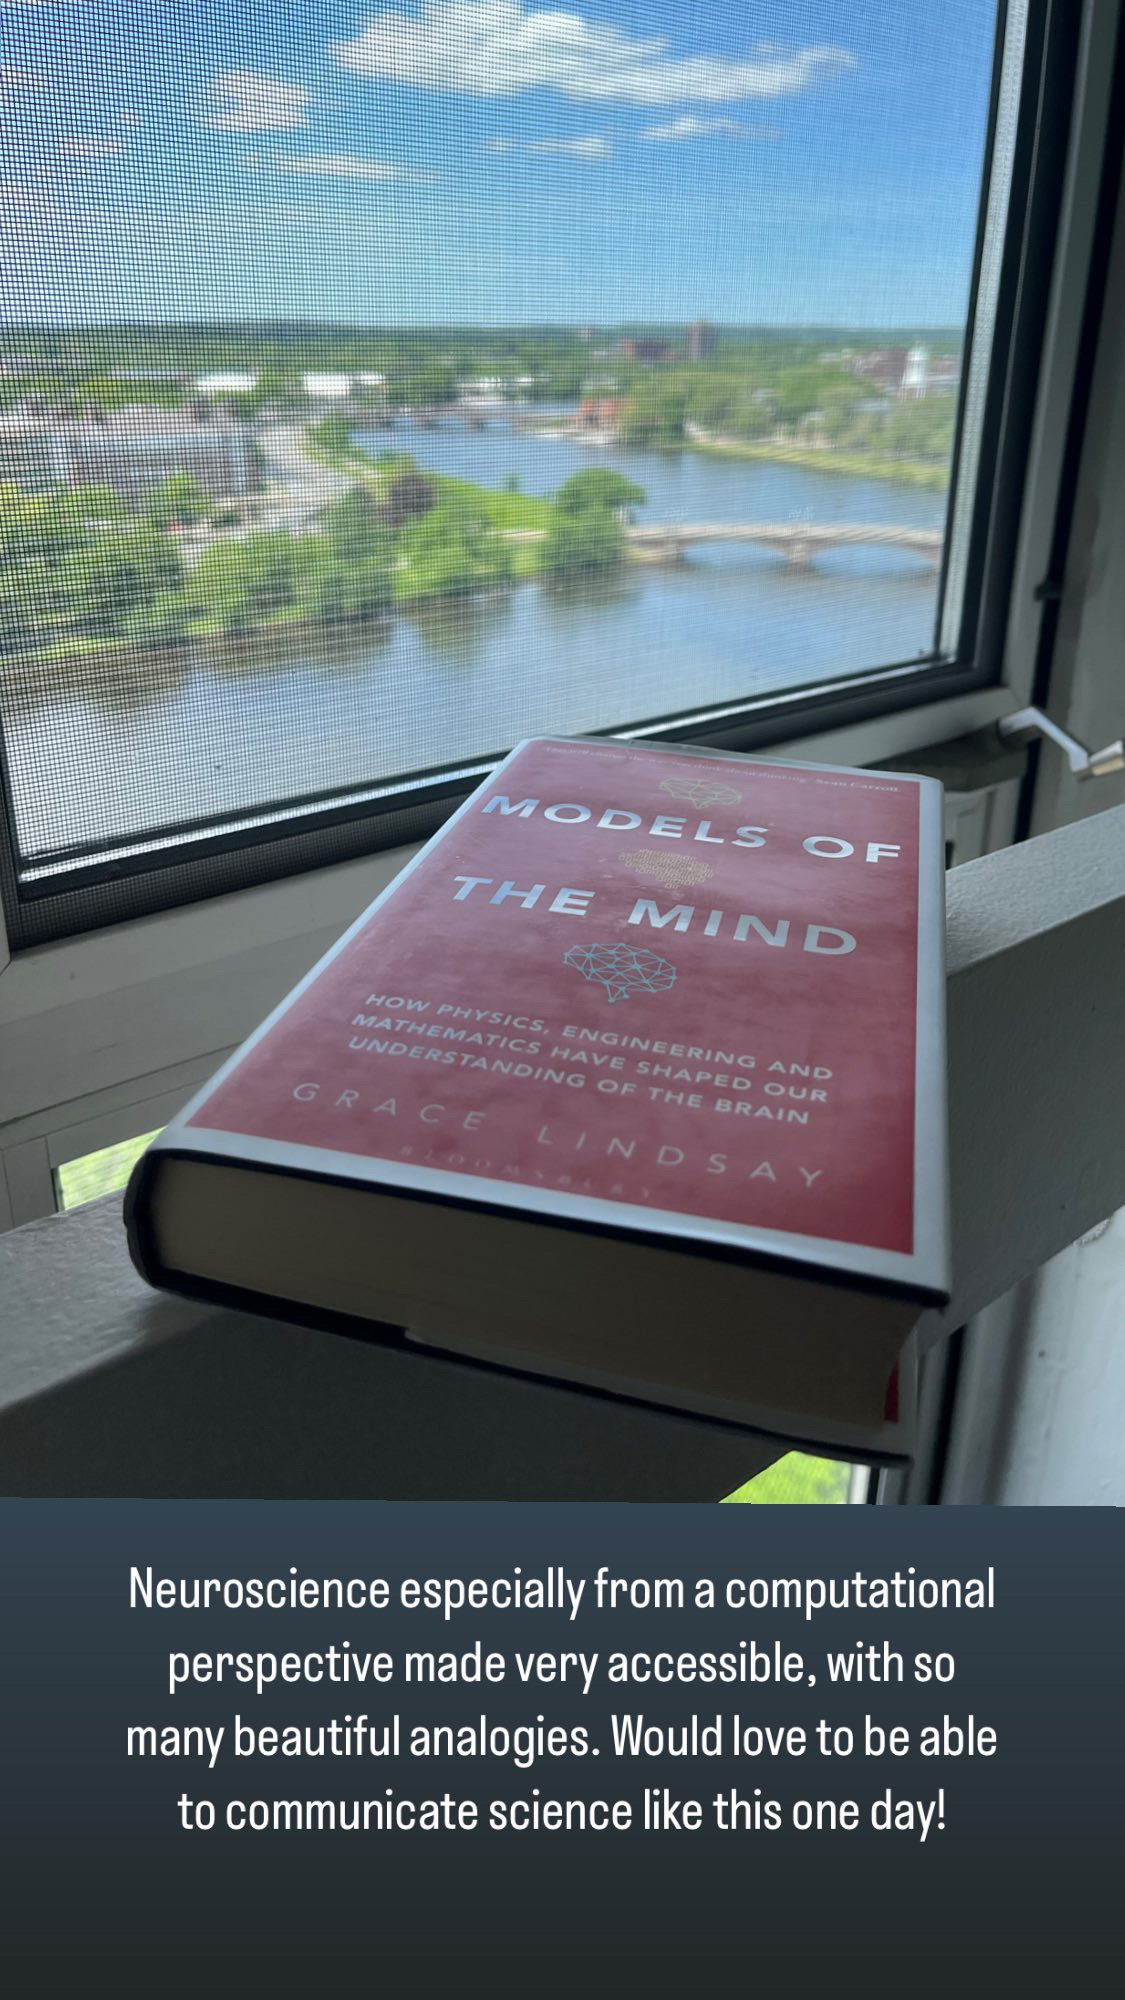 MODELS OF
THE MIND
HOW PHYSICS, ENGINEERING AND
MATHEMATICS HAVE SHAPED OUR
UNDERSTANDING OF THE BRAIN
GRACE LINDSAY
BLOOMSBURY
Neuroscience especially from a computational
perspective made very accessible, with so
many beautiful analogies. Would love to be able
to communicate science like this one day!